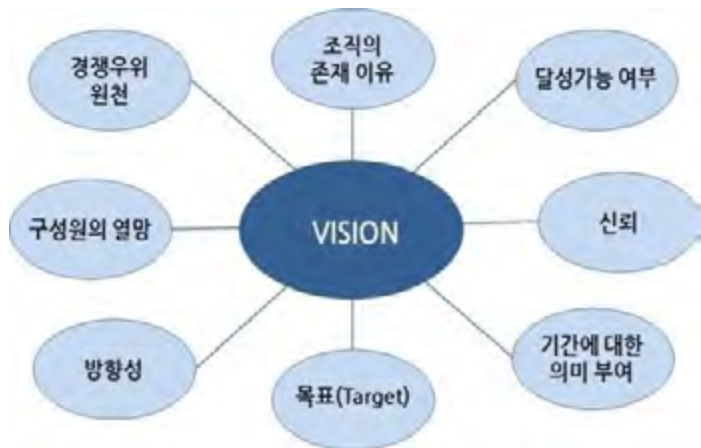 조직의
존재 이유
경쟁우위
원천
달성가능 여부
구성원의 열망
VISION
신뢰
방향성
기간에 대한
의미 부여
목표(Target)